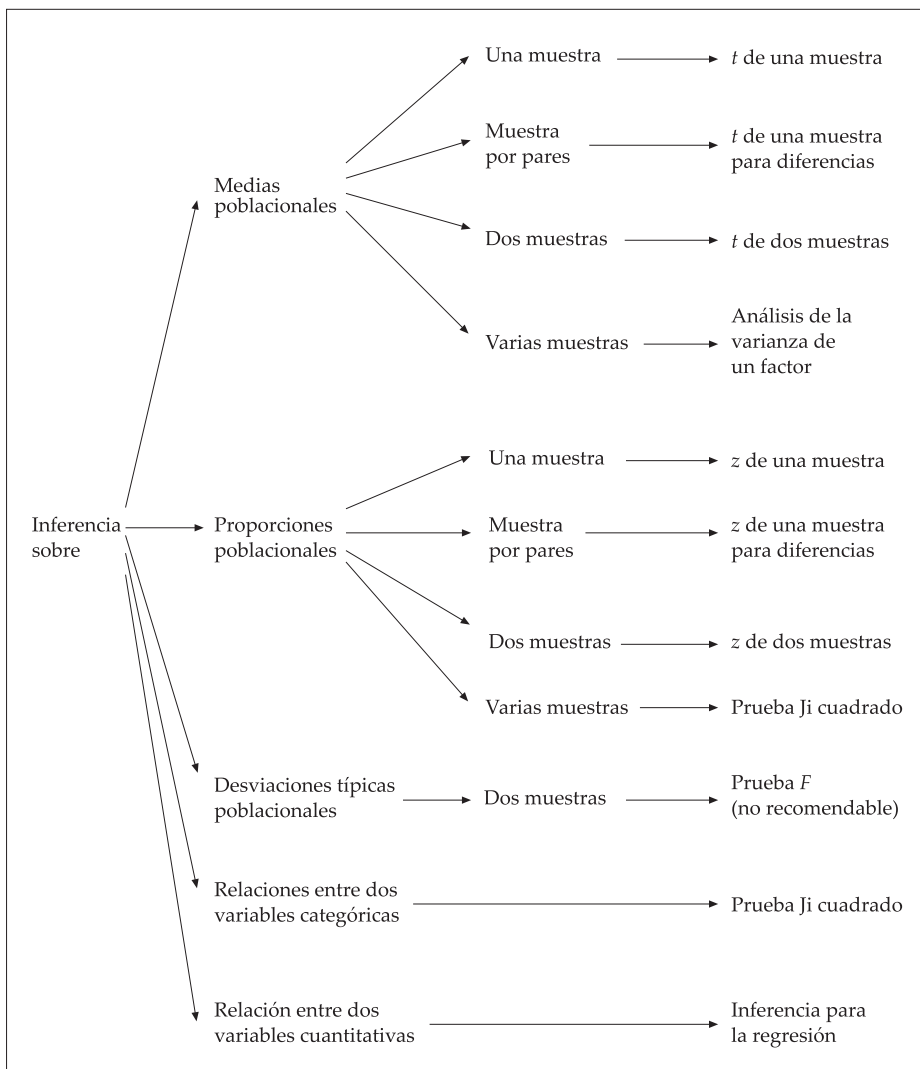 Una muestra
t de una muestra
Muestra
por pares
t de una muestra
para diferencias
Medias
poblacionales
Dos muestras
t de dos muestras
Varias muestras
Análisis de la
varianza de
un factor
Una muestra
z de una muestra
Inferencia
sobre
Proporciones
poblacionales
Muestra
por pares
z de una muestra
para diferencias
Dos muestras
z de dos muestras
Varias muestras
Prueba Ji cuadrado
Desviaciones típicas
poblacionales
Dos muestras
Prueba F
(no recomendable)
Relaciones entre dos
variables categóricas
Prueba Ji cuadrado
Relación entre dos
variables cuantitativas
Inferencia para
la regresión